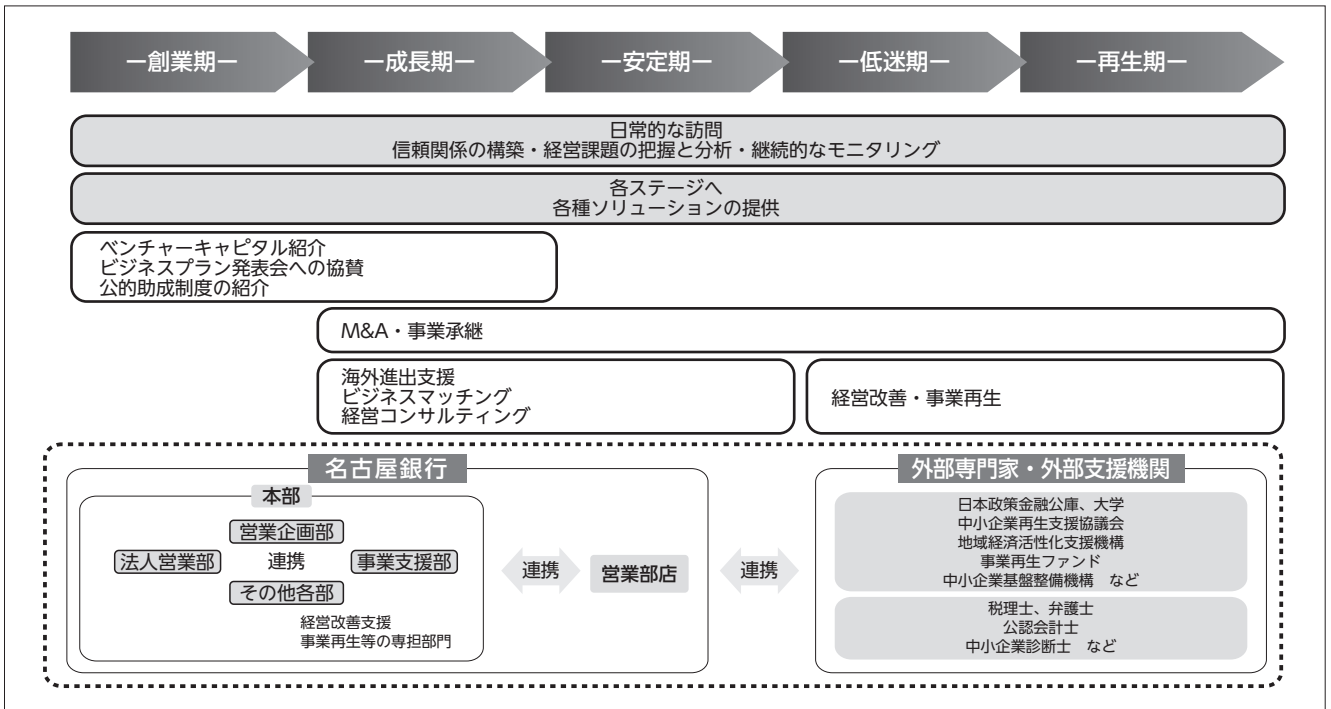 ー創業期ー
ー成長期ー
ー安定期ー
ー低迷期ー
ー再生期ー
日常的な訪問
信頼関係の構築・経営課題の把握と分析・継続的なモニタリング
各ステージへ
各種ソリューションの提供
ベンチャーキャピタル紹介
ビジネスプラン発表会への協賛
公的助成制度の紹介
M&A・事業承継
海外進出支援
ビジネスマッチング
経営コンサルティング
経営改善・事業再生
名古屋銀行
本部
営業企画部
法人営業部
連携
事業支援部
その他各部
経営改善支援
事業再生等の専担部門
連携
営業部店
連携
外部専門家・外部支援機関
日本政策金融公庫、大学
中小企業再生支援協議会
地域経済活性化支援機構
事業再生ファンド
中小企業基盤整備機構　など
税理士、弁護士
公認会計士
中小企業診断士　など